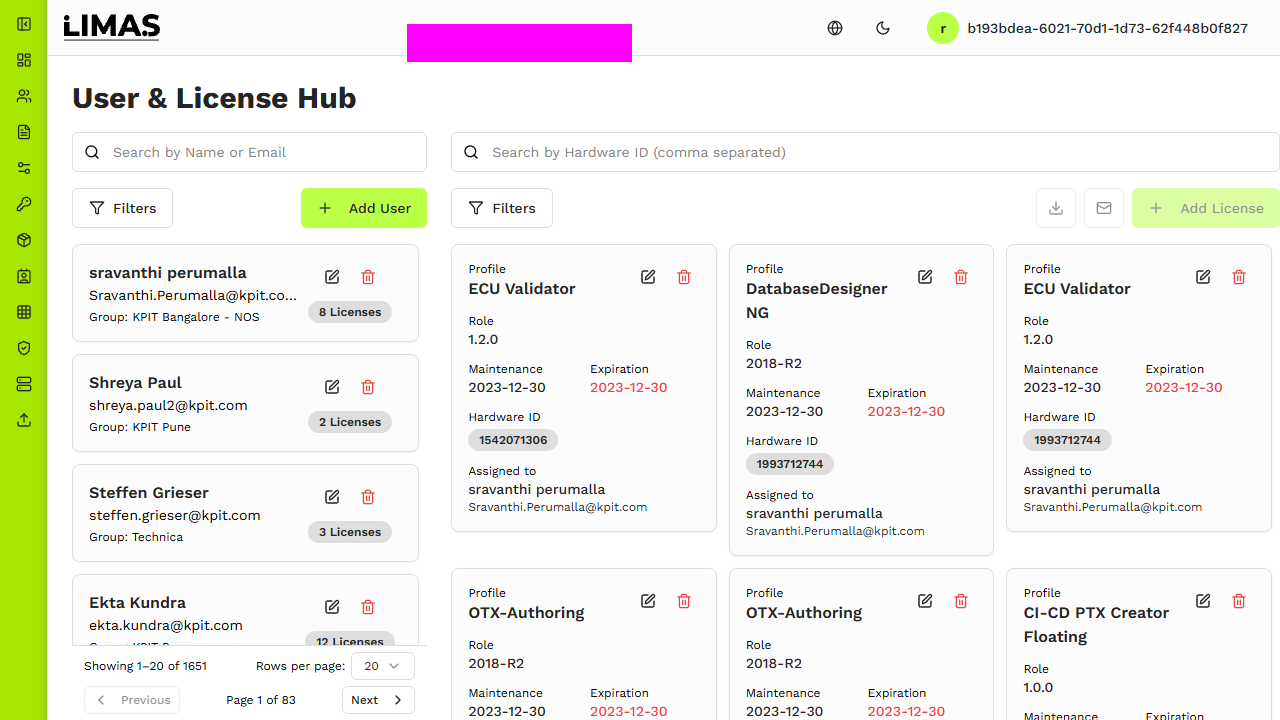 LIMAS
r
b193bdea-6021-70d1-1d73-62f448b0f827
User & License Hub
Search by Name or Email
Search by Hardware ID (comma separated)
Filters
Add User
Filters
Add License
sravanthi perumalla
Sravanthi.Perumalla@kpit.co...
Group: KPIT Bangalore - NOS
8 Licenses
Shreya Paul
shreya.paul2@kpit.com
Group: KPIT Pune
2 Licenses
Steffen Grieser
steffen.grieser@kpit.com
Group: Technica
3 Licenses
Ekta Kundra
ekta.kundra@kpit.com
12 Licenses
Showing 1–20 of 1651
Rows per page:
20
Previous
Page 1 of 83
Next
Profile
ECU Validator
Role
1.2.0
Maintenance
Expiration
2023-12-30
2023-12-30
Hardware ID
1542071306
Assigned to
sravanthi perumalla
Sravanthi.Perumalla@kpit.com
Profile
DatabaseDesigner
NG
Role
2018-R2
Maintenance
Expiration
2023-12-30
2023-12-30
Hardware ID
1993712744
Assigned to
sravanthi perumalla
Sravanthi.Perumalla@kpit.com
Profile
ECU Validator
Role
1.2.0
Maintenance
Expiration
2023-12-30
2023-12-30
Hardware ID
1993712744
Assigned to
sravanthi perumalla
Sravanthi.Perumalla@kpit.com
Profile
OTX-Authoring
Role
2018-R2
Maintenance
Expiration
2023-12-30
2023-12-30
Profile
OTX-Authoring
Role
2018-R2
Maintenance
Expiration
2023-12-30
2023-12-30
Profile
CI-CD PTX Creator
Floating
Role
1.0.0
Maintenance
Expiration